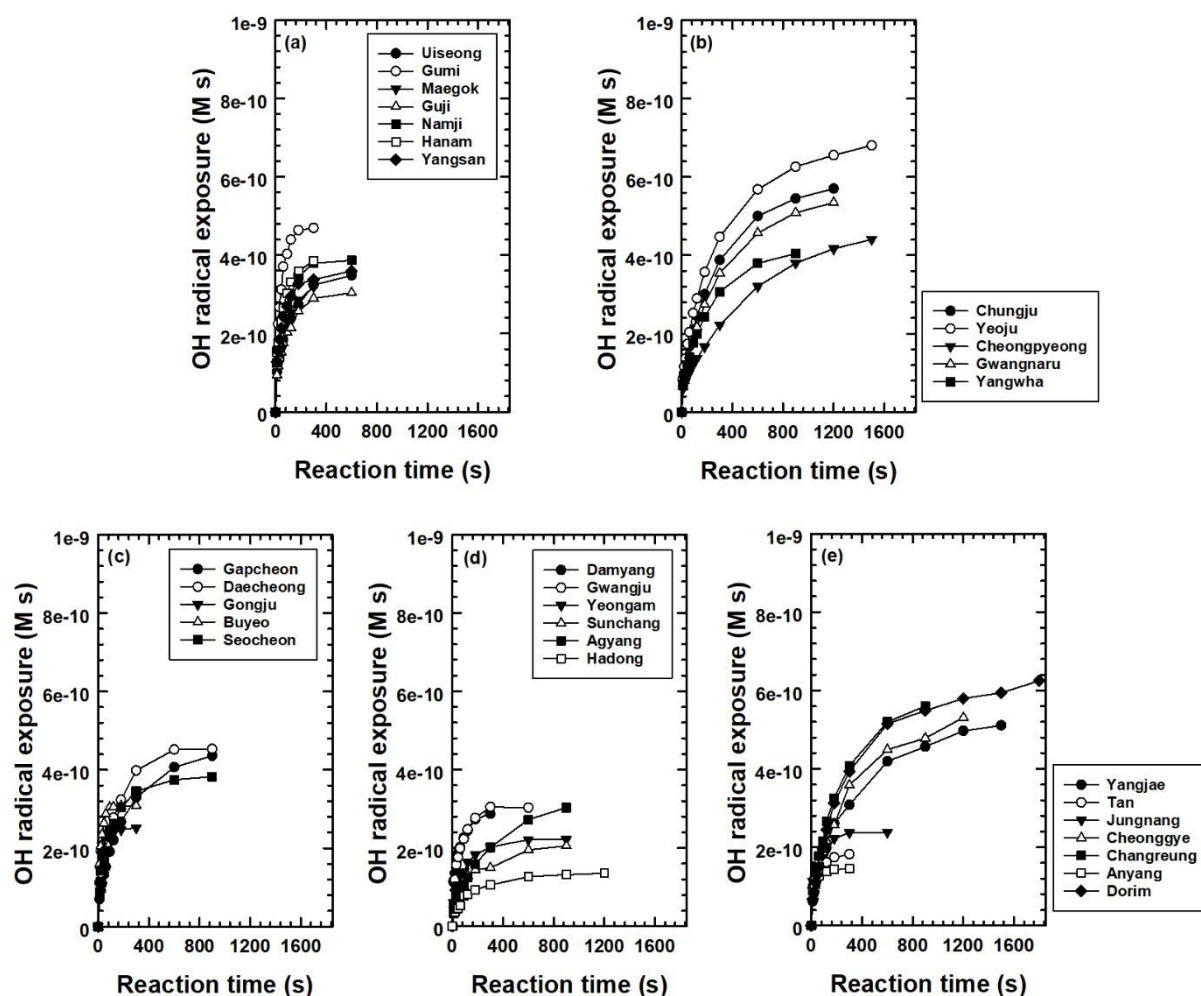 (a)
OH radical exposure (M s)
1e-9
8e-10
6e-10
4e-10
2e-10
0
Uiseong
Gumi
Maegok
Guji
Namji
Hanam
Yangsan
0 400 800 1200 1600
Reaction time (s)
(b)
OH radical exposure (M s)
1e-9
8e-10
6e-10
4e-10
2e-10
0
Chungju
Yeoju
Cheongpyeong
Gwangnaru
Yangwha
0 400 800 1200 1600
Reaction time (s)
(c)
OH radical exposure (M s)
1e-9
8e-10
6e-10
4e-10
2e-10
0
Gapcheon
Daecheong
Gongju
Buyeo
Seocheon
0 400 800 1200 1600
Reaction time (s)
(d)
OH radical exposure (M s)
1e-9
8e-10
6e-10
4e-10
2e-10
0
Damyang
Gwangju
Yeongam
Sunchang
Agyang
Hadong
0 400 800 1200 1600
Reaction time (s)
(e)
OH radical exposure (M s)
1e-9
8e-10
6e-10
4e-10
2e-10
0
Yangjae
Tan
Jungnang
Cheonggye
Changreung
Anyang
Dorim
0 400 800 1200 1600
Reaction time (s)